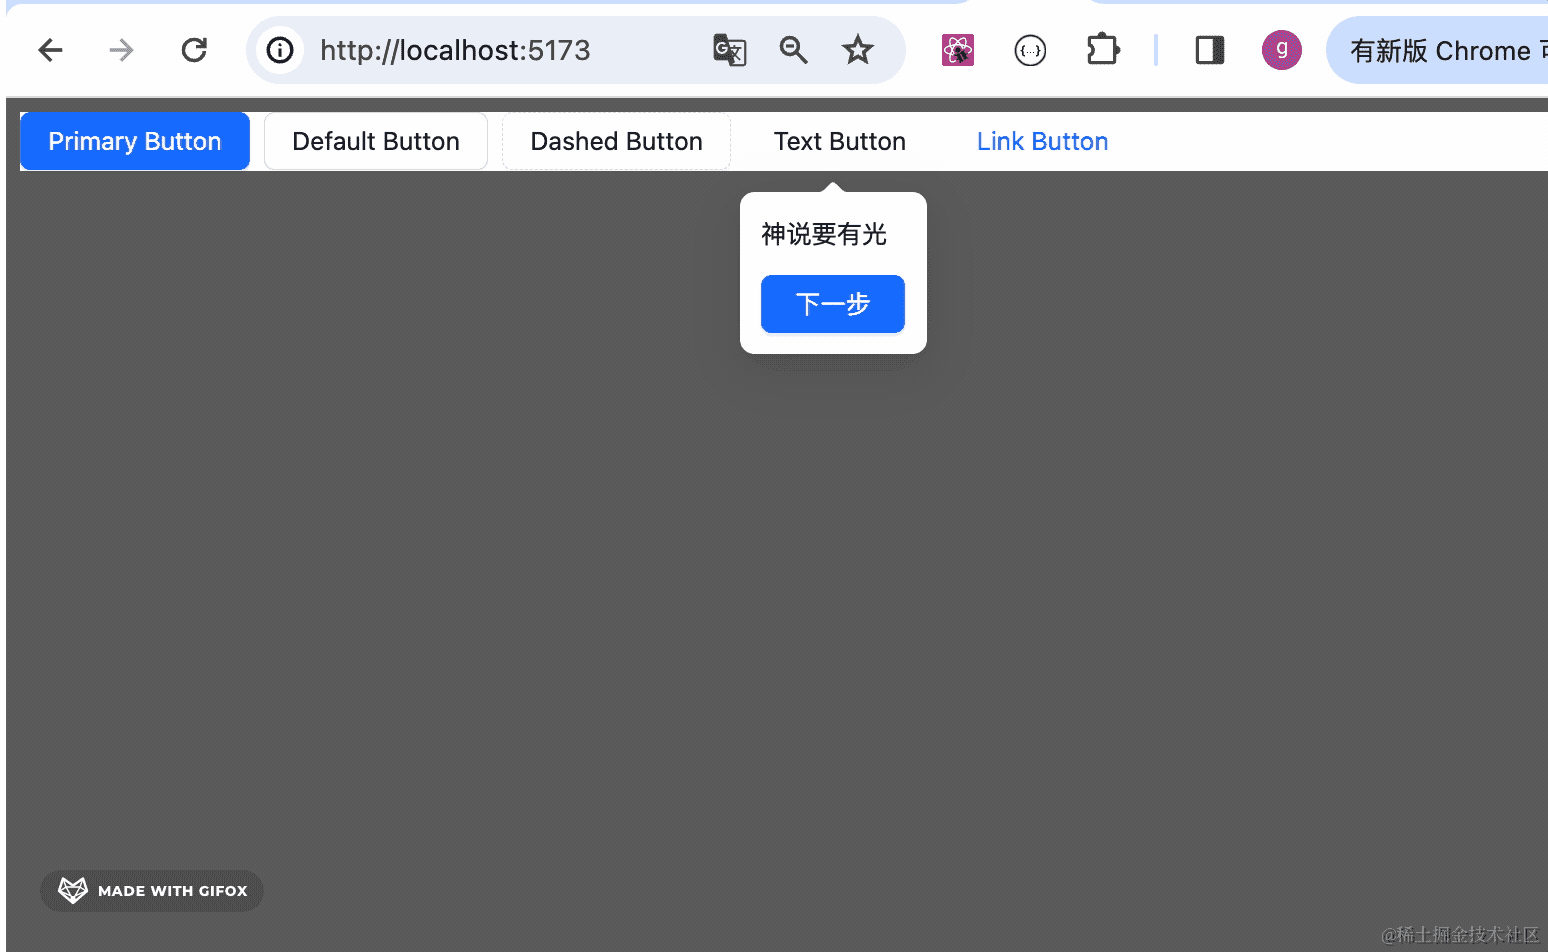 http://localhost:5173
g
有新版 Chrome 可
Primary Button Default Button Dashed Button Text Button Link Button
神说要有光
下一步
MADE WITH GIFOX
@稀土掘金技术社区